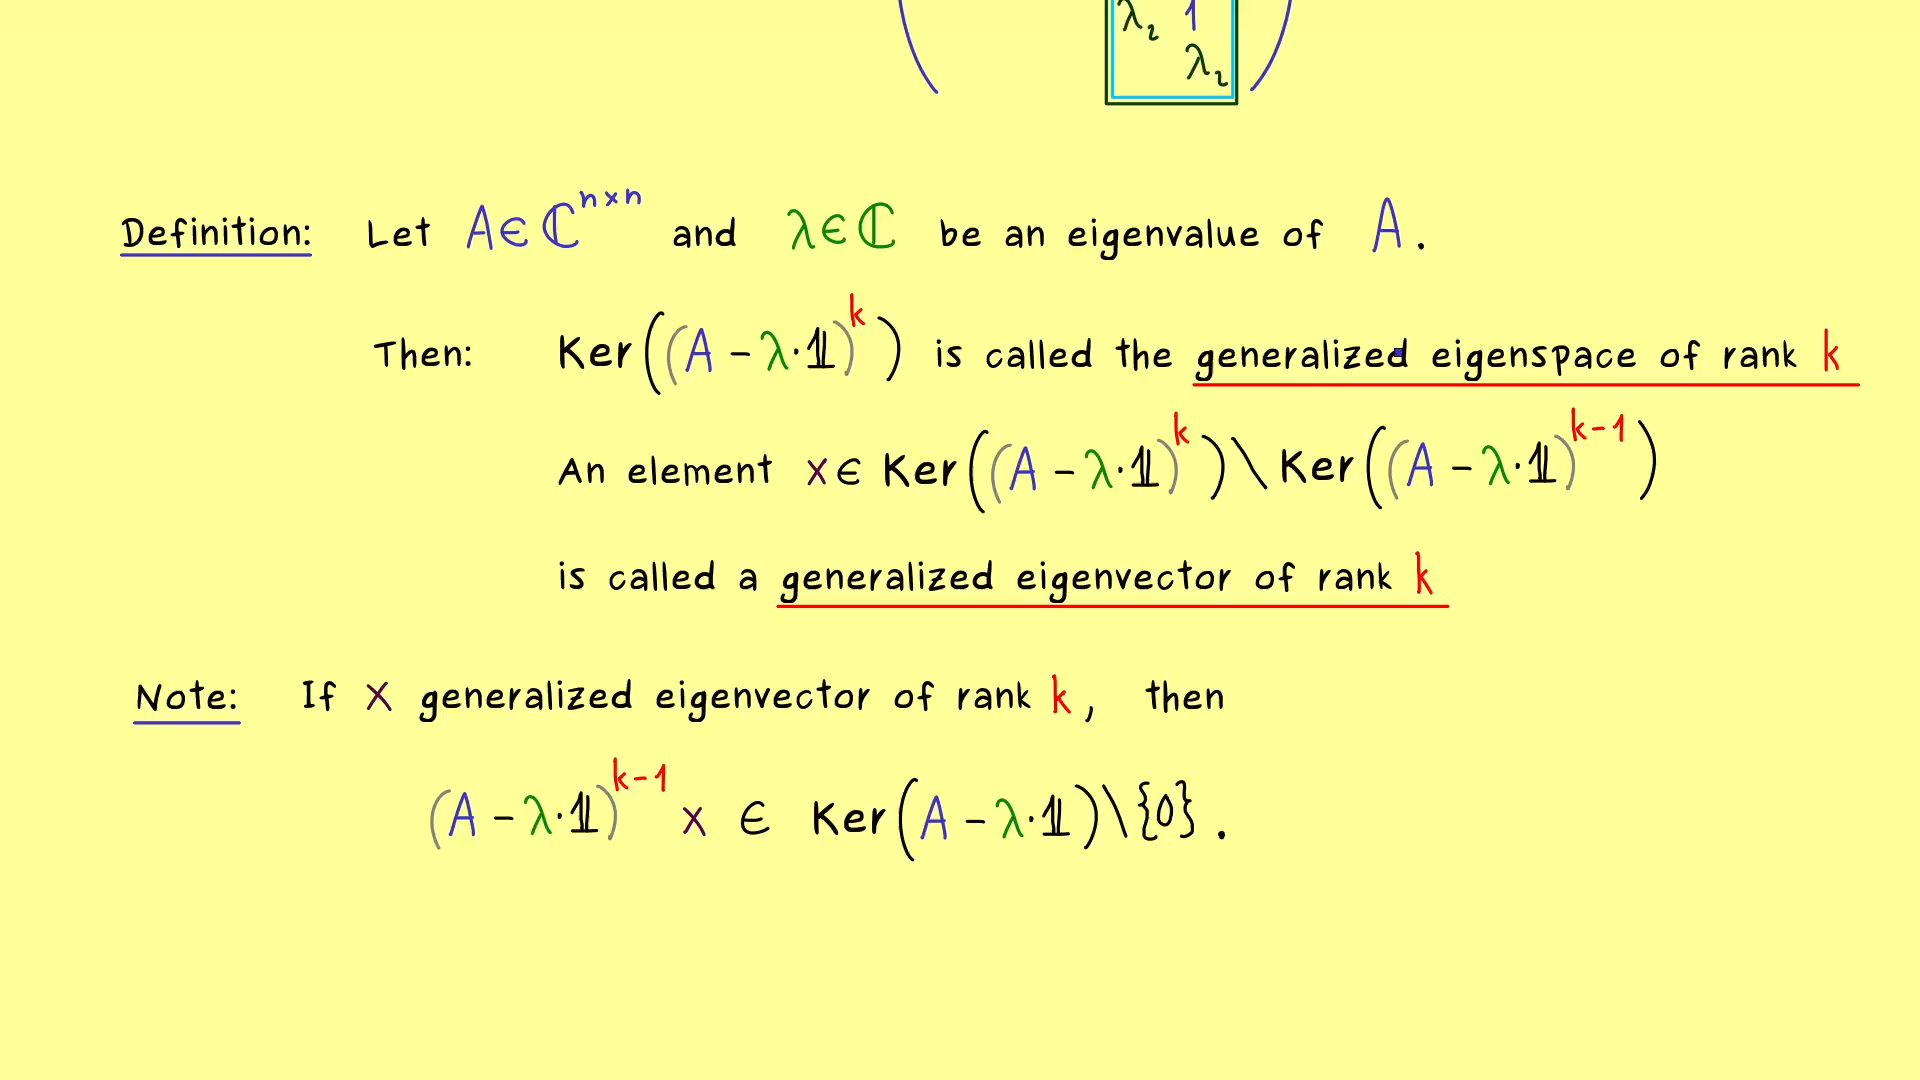 λ₂ 1
λ₂
Definition: Let A ∈ ℂⁿˣⁿ and λ ∈ ℂ be an eigenvalue of A.
Then: Ker((A − λ·𝟙)ᵏ) is called the generalized eigenspace of rank k
An element x ∈ Ker((A − λ·𝟙)ᵏ) \ Ker((A − λ·𝟙)ᵏ⁻¹)
is called a generalized eigenvector of rank k
Note: If x generalized eigenvector of rank k, then
(A − λ·𝟙)ᵏ⁻¹ x ∈ Ker(A − λ·𝟙) \ {0}.